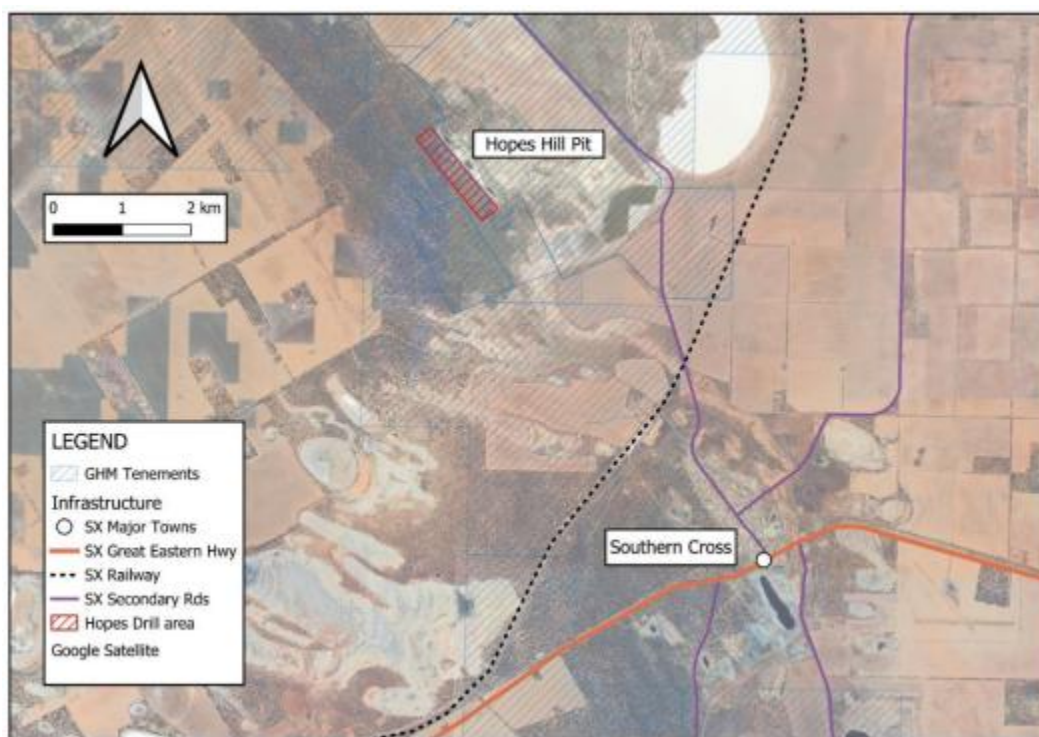 Hopes Hill Pit
0 1 2 km
LEGEND
GHM Tenements
Infrastructure
SX Major Towns
SX Great Eastern Hwy
SX Railway
SX Secondary Rds
Hopes Drill area
Google Satellite
Southern Cross